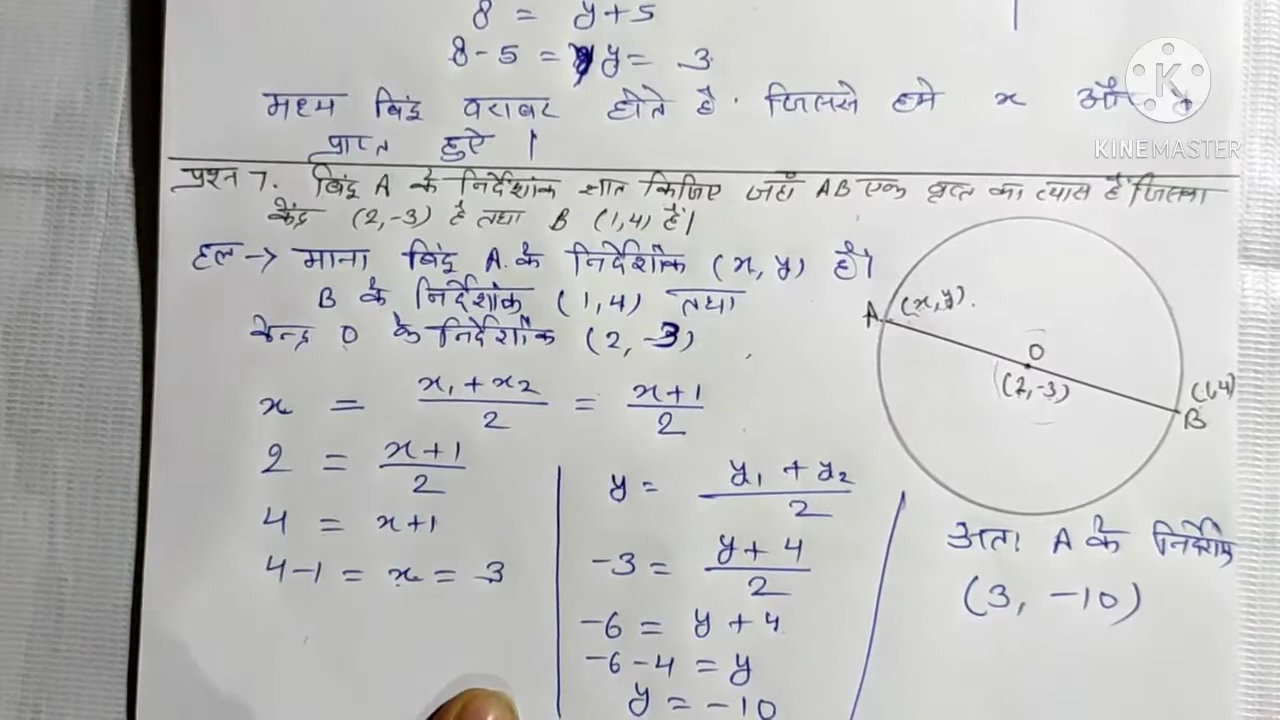 8 = y+5
8-5 = y = 3
मध्य बिंदु बराबर होते है. जिससे हमे x और y
प्राप्त हुऐ |
K
KINEMASTER
प्रश्न 7. बिंदु A के निर्देशांक ज्ञात किजिए जहाँ AB एक वृत्त का व्यास है जिसका
केंद्र (2,-3) है तथा B (1,4) है।
हल → माना बिंदु A. के निर्देशांक (x, y) है।
B के निर्देशांक (1,4) तथा
केन्द्र O के निर्देशांक (2, -3)
x = x₁ + x₂/2 = x+1/2
2 = x+1/2
4 = x+1
4-1 = x = 3
y = y₁ + y₂/2
-3 = y+4/2
-6 = y+4
-6-4 = y
y = -10
A (x,y).
O
(2,-3)
(1,4)
B
अतः A के निर्देशांक
(3, -10)